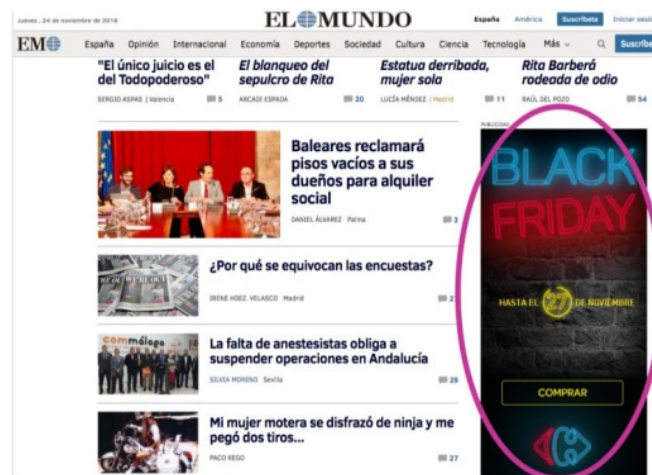 Jueves, 24 de noviembre de 2016
EL MUNDO
España América Suscríbete Iniciar sesión
EM
España Opinión Internacional Economía Deportes Sociedad Cultura Ciencia Tecnología Más Suscríbe
"El único juicio es el
del Todopoderoso"
SERGIO ASPAS | Valencia 5
El blanqueo del
sepulcro de Rita
ARCADI ESPADA 20
Estatua derribada,
mujer sola
LUCÍA MÉNDEZ | Madrid 11
Rita Barberá
rodeada de odio
RAÚL DEL POZO 54
PUBLICIDAD
Baleares reclamará
pisos vacíos a sus
dueños para alquiler
social
DANIEL ÁLVAREZ Palma 3
¿Por qué se equivocan las encuestas?
IRENE HDEZ. VELASCO Madrid
WE'RE OUT
La falta de anestesistas obliga a
suspender operaciones en Andalucía
SILVIA MORENO Sevilla 29
commálaga
Mi mujer motera se disfrazó de ninja y me
pegó dos tiros...
PACO REGO 27
BLACK
FRIDAY
HASTA EL 27 DE NOVIEMBRE
COMPRAR